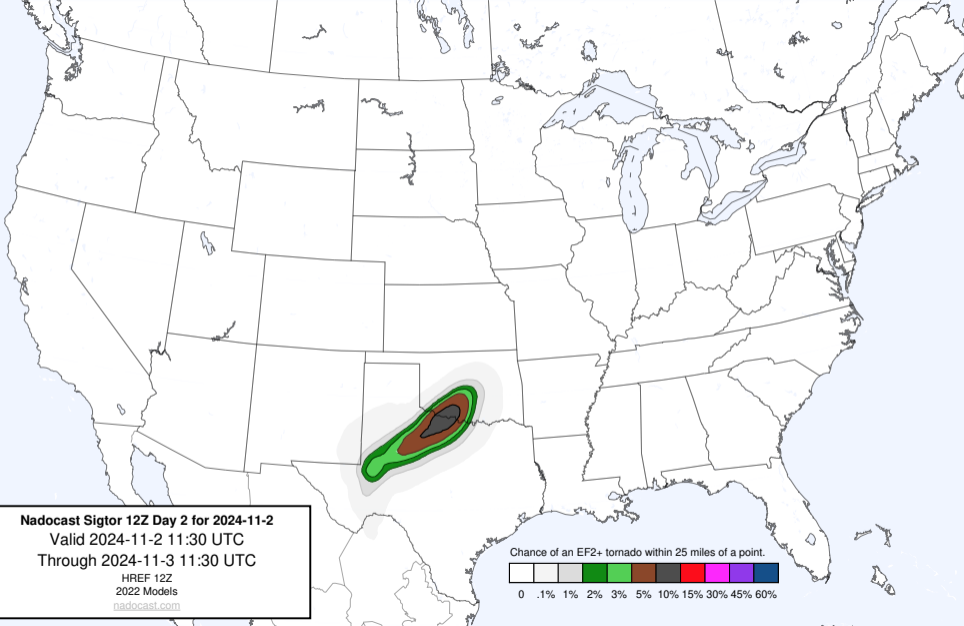 Nadocast Sigtor 12Z Day 2 for 2024-11-2
Valid 2024-11-2 11:30 UTC
Through 2024-11-3 11:30 UTC
HREF 12Z
2022 Models
nadocast.com
Chance of an EF2+ tornado within 25 miles of a point.
0 .1% 1% 2% 3% 5% 10% 15% 30% 45% 60%